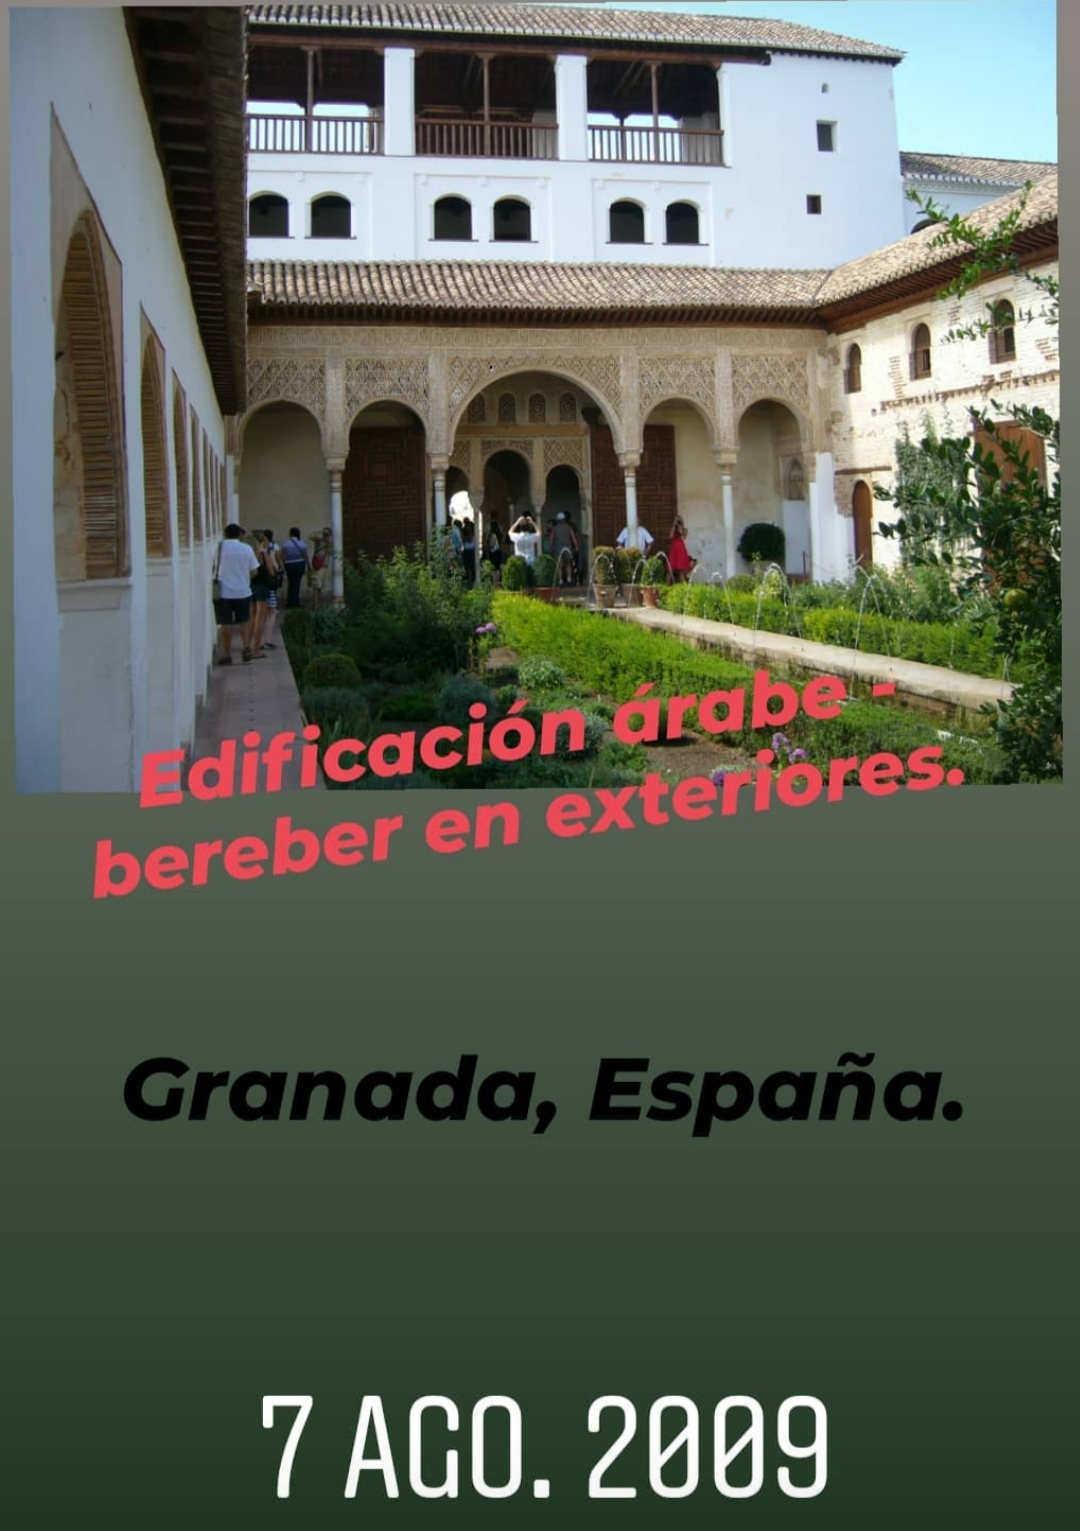 Edificación árabe -
bereber en exteriores.
Granada, España.
7 AGO. 2009